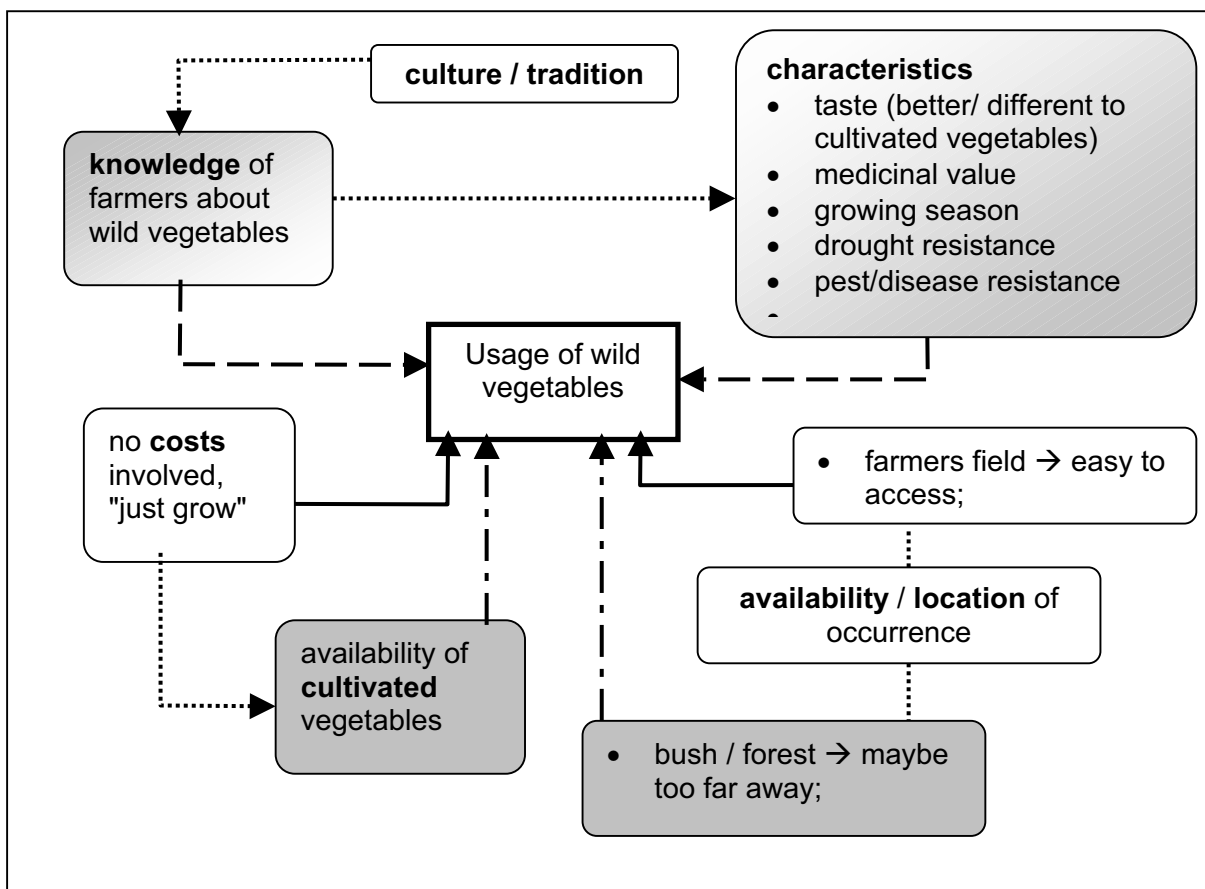 culture / tradition
characteristics
• taste (better/ different to
cultivated vegetables)
• medicinal value
• growing season
• drought resistance
• pest/disease resistance
•
knowledge of
farmers about
wild vegetables
Usage of wild
vegetables
no costs
involved,
"just grow"
• farmers field → easy to
access;
availability / location of
occurrence
availability of
cultivated
vegetables
• bush / forest → maybe
too far away;